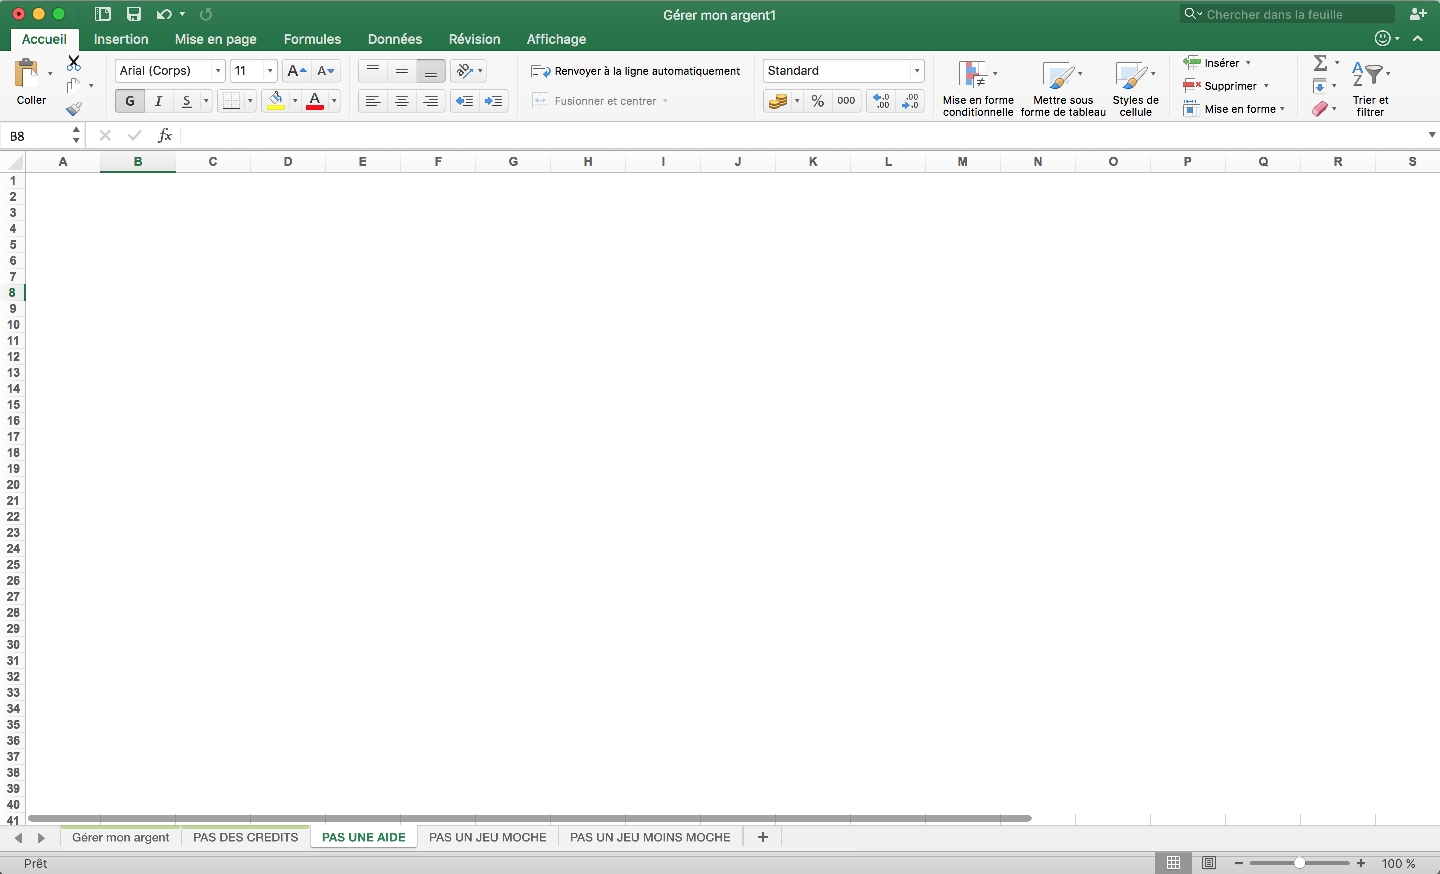 Gérer mon argent1
Chercher dans la feuille
Accueil Insertion Mise en page Formules Données Révision Affichage
Coller
Arial (Corps) 11 A A
G I S A
ab
Renvoyer à la ligne automatiquement
Fusionner et centrer
Standard
% 000 ,0 ,00 ,00 ,0
Mise en forme conditionnelle
Mettre sous forme de tableau
Styles de cellule
Insérer
Supprimer
Mise en forme
Σ
A Z
Trier et filtrer
B8 fx
A B C D E F G H I J K L M N O P Q R S
1
2
3
4
5
6
7
8
9
10
11
12
13
14
15
16
17
18
19
20
21
22
23
24
25
26
27
28
29
30
31
32
33
34
35
36
37
38
39
40
41
Gérer mon argent PAS DES CREDITS PAS UNE AIDE PAS UN JEU MOCHE PAS UN JEU MOINS MOCHE +
Prêt
100 %